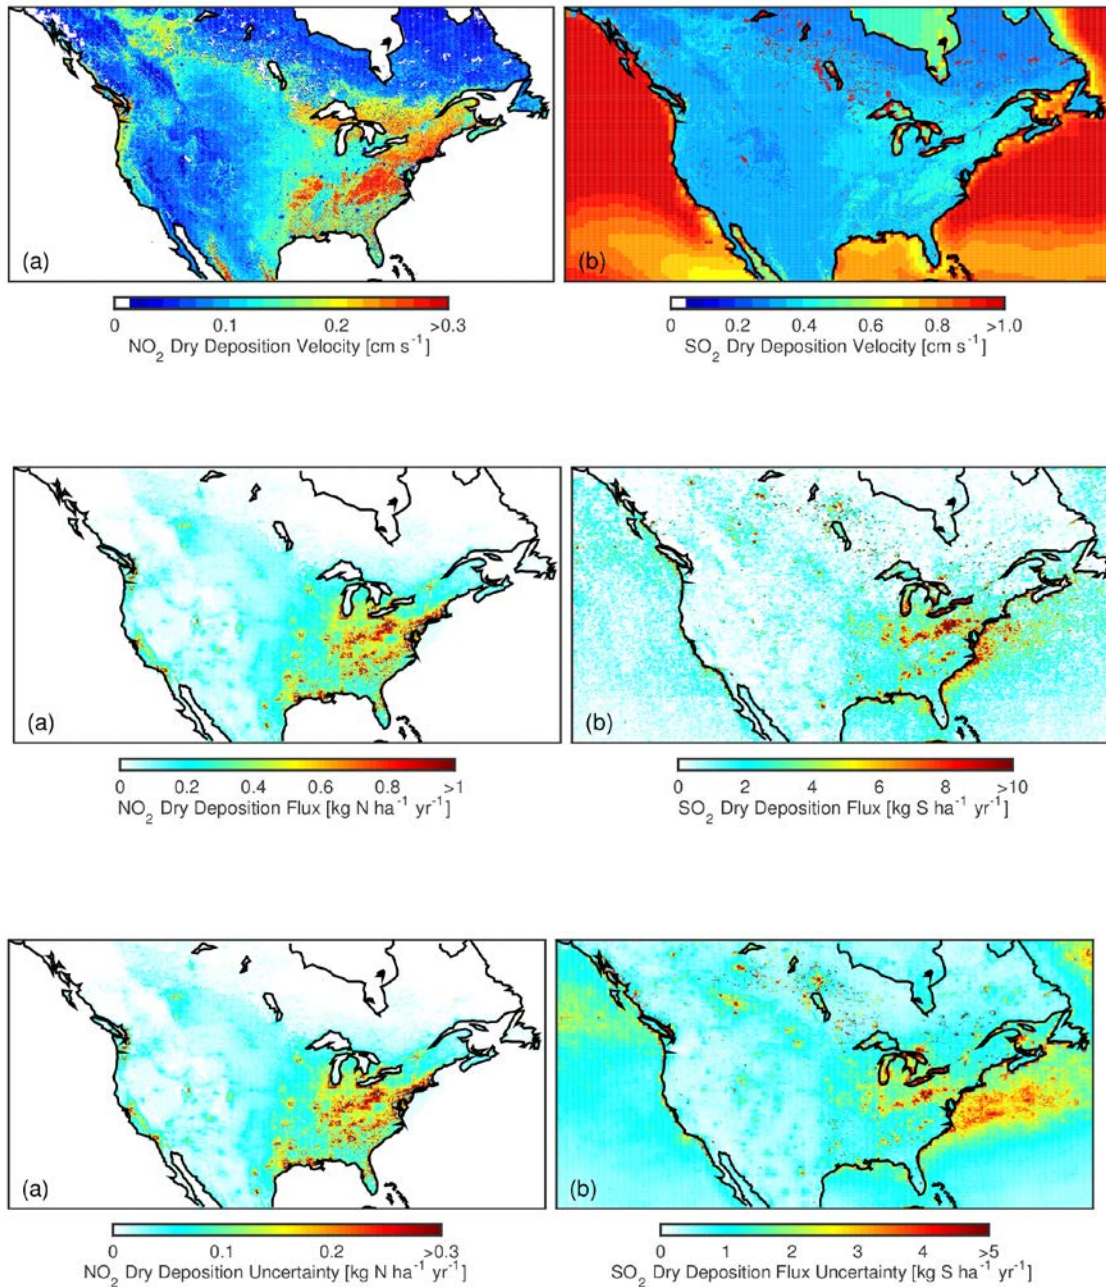 (a)
(b)
0 0.1 0.2 >0.3
NO2 Dry Deposition Velocity [cm s-1]
0 0.2 0.4 0.6 0.8 >1.0
SO2 Dry Deposition Velocity [cm s-1]
(a)
(b)
0 0.2 0.4 0.6 0.8 >1
NO2 Dry Deposition Flux [kg N ha-1 yr-1]
0 2 4 6 8 >10
SO2 Dry Deposition Flux [kg S ha-1 yr-1]
(a)
(b)
0 0.1 0.2 >0.3
NO2 Dry Deposition Uncertainty [kg N ha-1 yr-1]
0 1 2 3 4 >5
SO2 Dry Deposition Flux Uncertainty [kg S ha-1 yr-1]